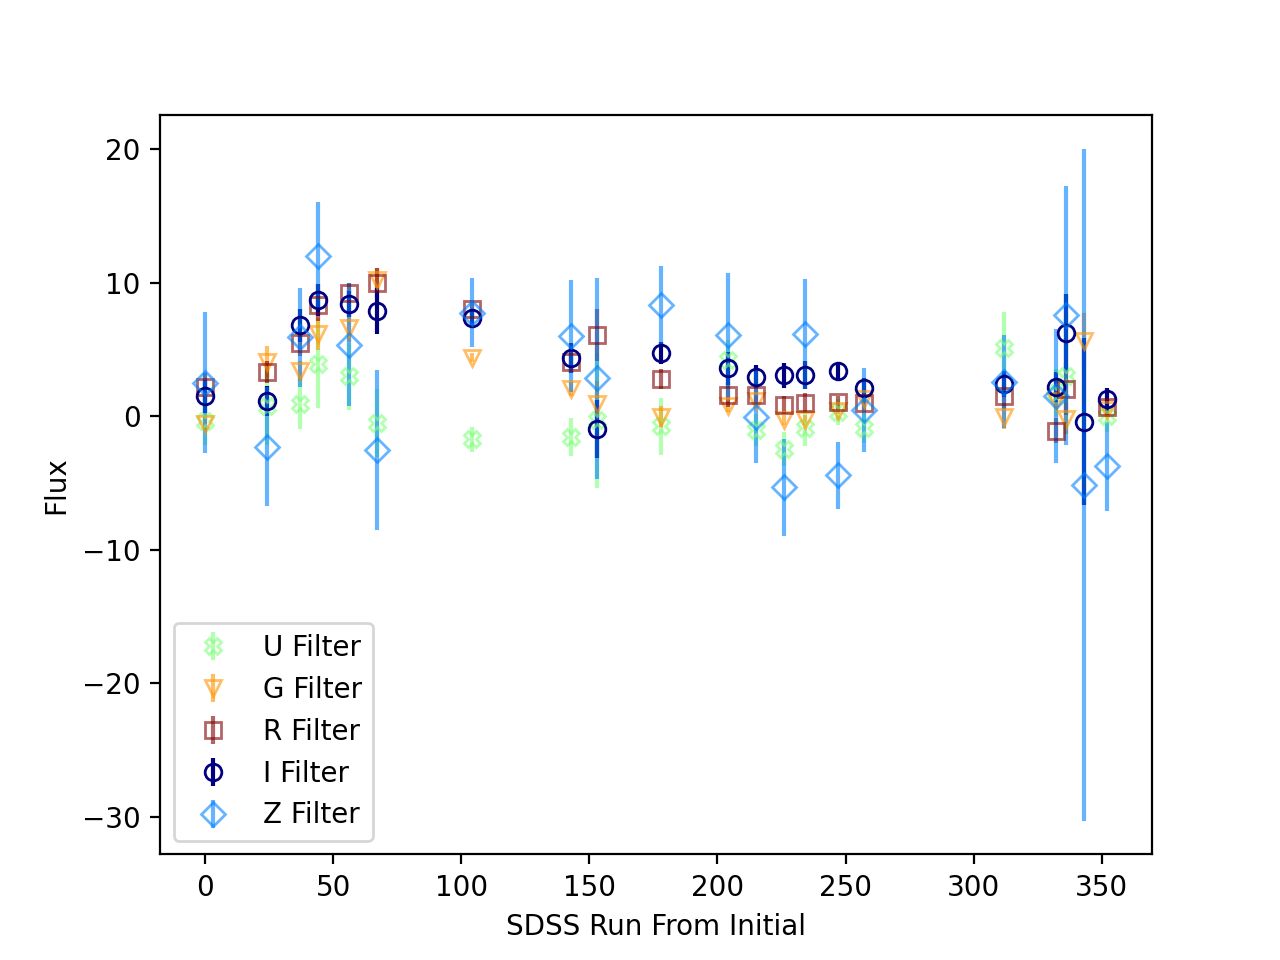 20
10
0
−10
−20
−30
Flux
U Filter
G Filter
R Filter
I Filter
Z Filter
0 50 100 150 200 250 300 350
SDSS Run From Initial